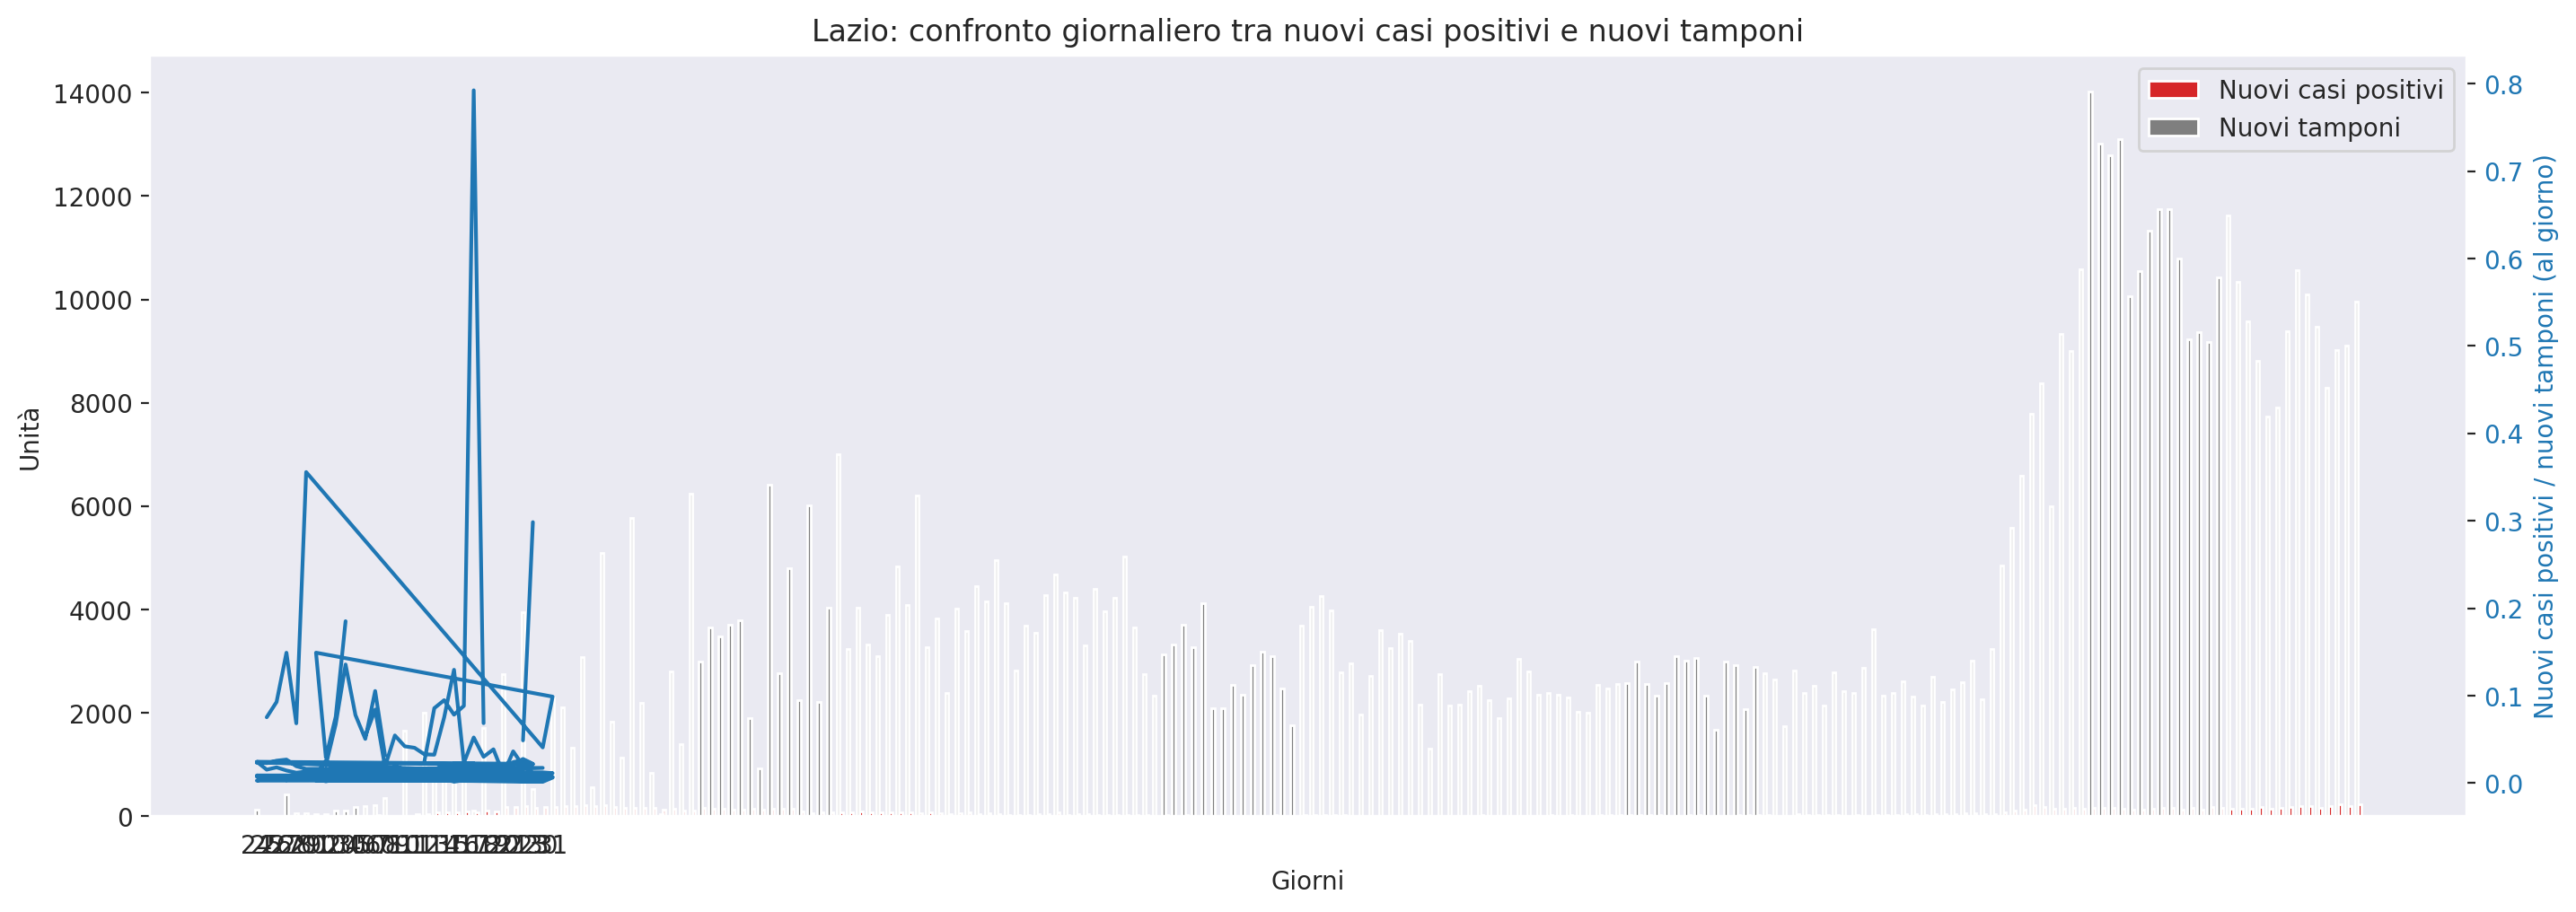 Lazio: confronto giornaliero tra nuovi casi positivi e nuovi tamponi
Nuovi casi positivi
Nuovi tamponi
Unità
14000
12000
10000
8000
6000
4000
2000
0
0.8
0.7
0.6
0.5
0.4
0.3
0.2
0.1
0.0
Nuovi casi positivi / nuovi tamponi (al giorno)
Giorni